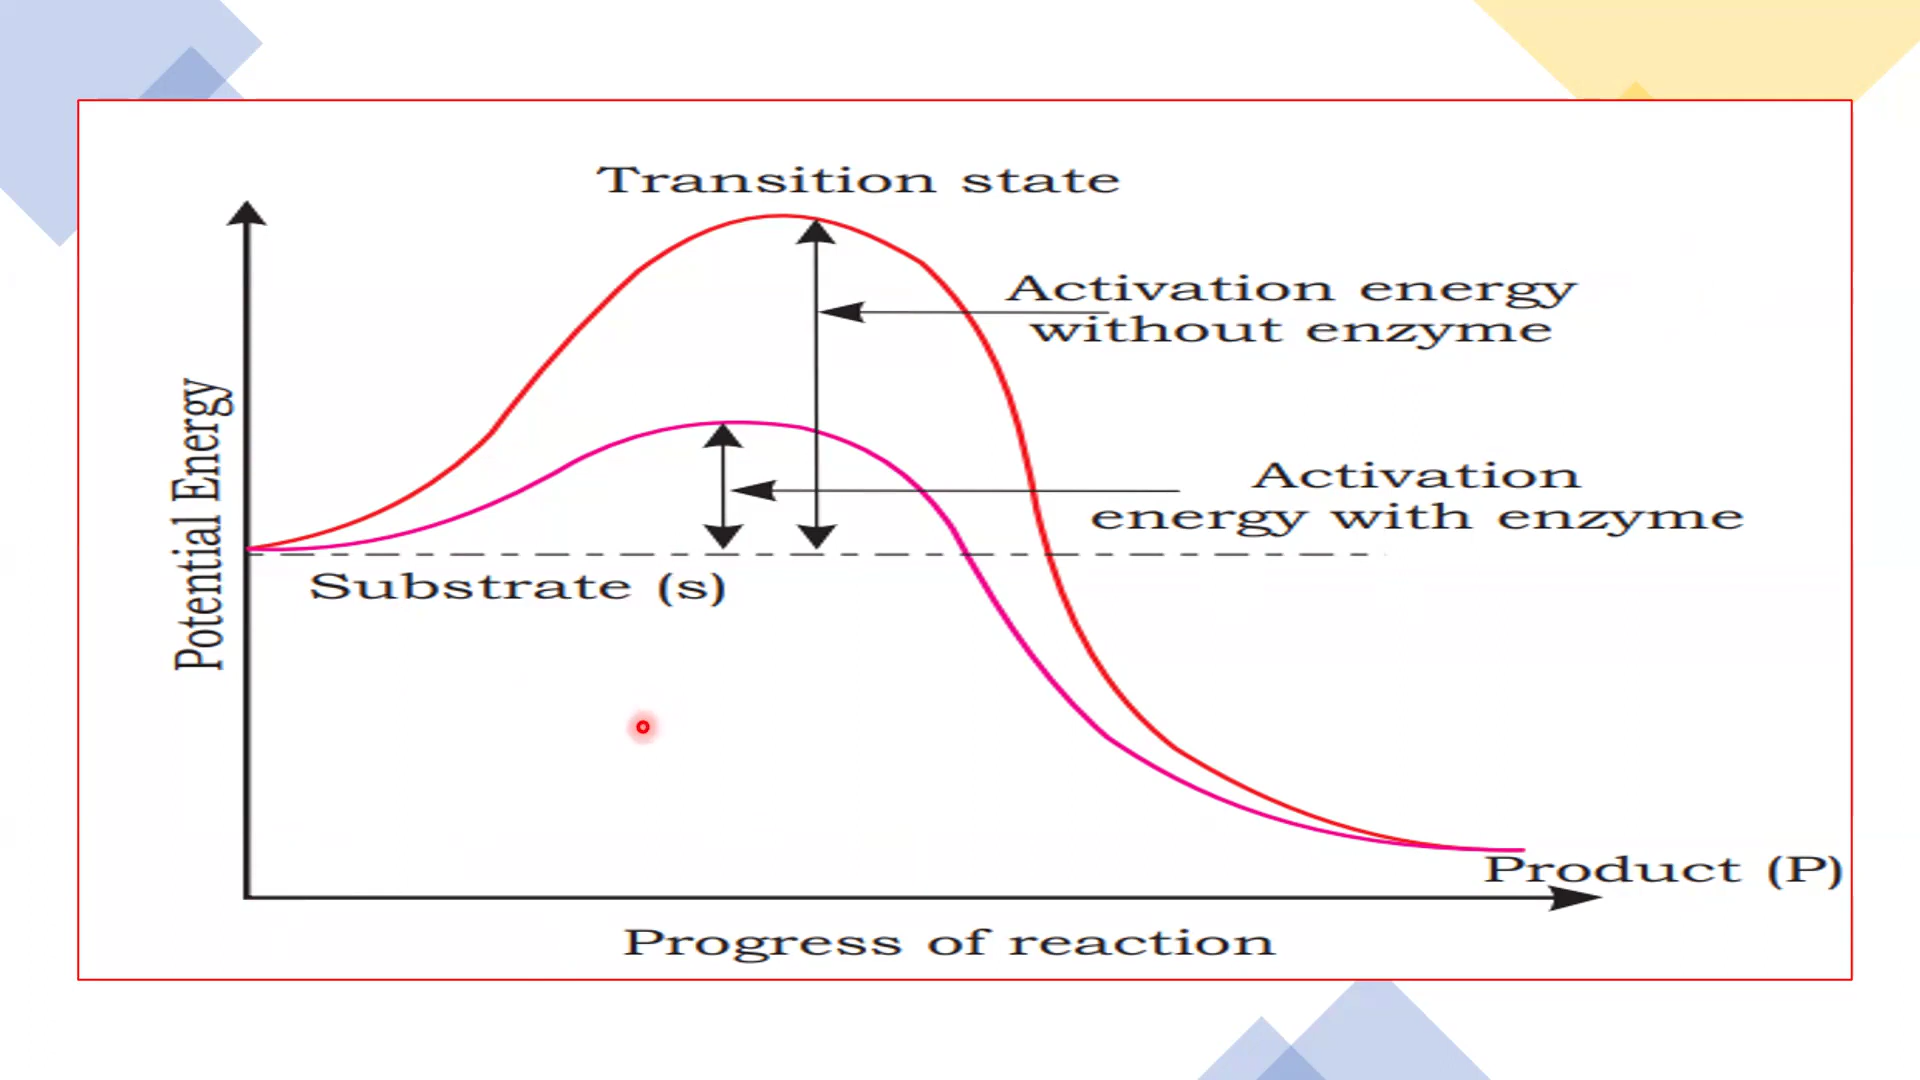 Transition state
Activation energy
without enzyme
Potential Energy
Activation
energy with enzyme
Substrate (s)
Product (P)
Progress of reaction